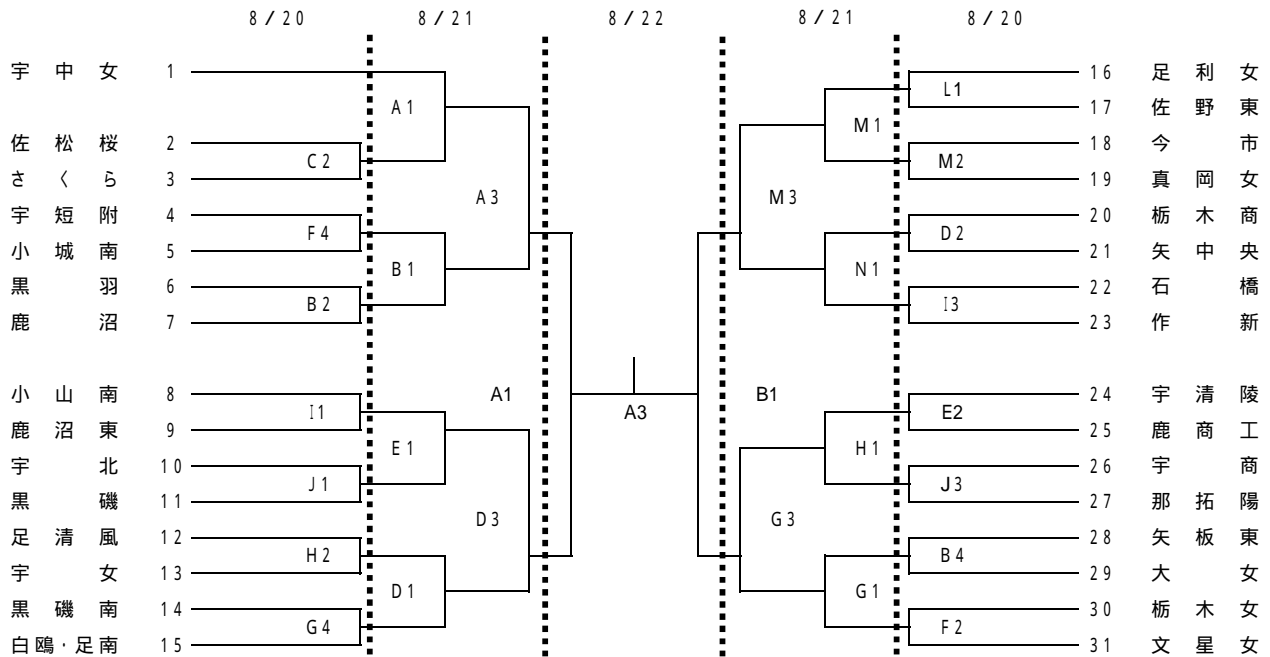 8/20 8/21 8/22 8/21 8/20
宇中女 1 16 足利女
L1
A1 17 佐野東
M1
佐松桜 2 18 今市
C2 M2
さくら 3 19 真岡女
A3 M3
宇短附 4 20 栃木商
F4 D2
小城南 5 21 矢中央
B1 N1
黒羽 6 22 石橋
B2 I3
鹿沼 7 23 作新
小山南 8 A1 B1 24 宇清陵
I1 A3 E2
鹿沼東 9 25 鹿商工
E1 H1
宇北 10 26 宇商
J1 J3
黒磯 11 27 那拓陽
D3 G3
足清風 12 28 矢板東
H2 B4
宇女 13 29 大女
D1 G1
黒磯南 14 30 栃木女
G4 F2
白鴎・足南 15 31 文星女